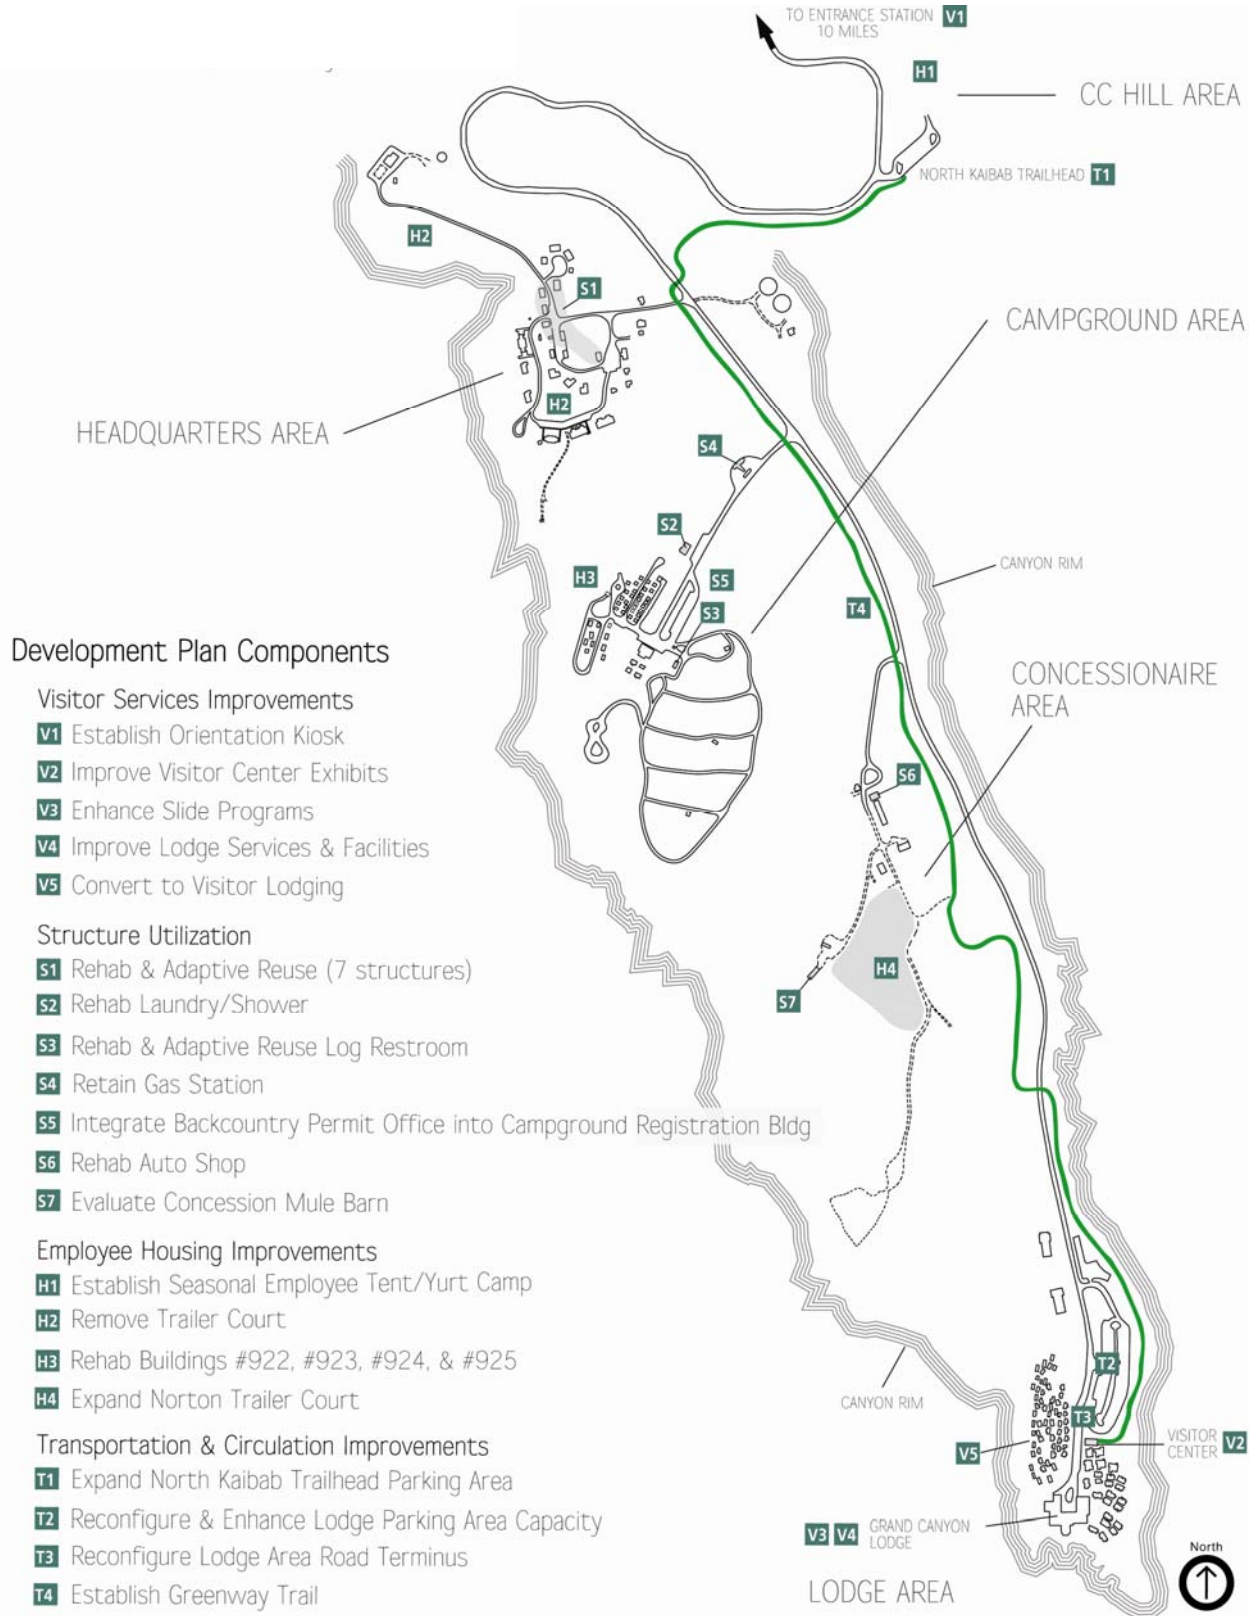 TO ENTRANCE STATION V1
10 MILES
H1
CC HILL AREA
NORTH KAIBAB TRAILHEAD T1
H2
S1
CAMPGROUND AREA
H2
HEADQUARTERS AREA
S4
S2
CANYON RIM
H3
S5
S3
T4
CONCESSIONAIRE
AREA
S6
H4
S7
Development Plan Components
Visitor Services Improvements
V1 Establish Orientation Kiosk
V2 Improve Visitor Center Exhibits
V3 Enhance Slide Programs
V4 Improve Lodge Services & Facilities
V5 Convert to Visitor Lodging
Structure Utilization
S1 Rehab & Adaptive Reuse (7 structures)
S2 Rehab Laundry/Shower
S3 Rehab & Adaptive Reuse Log Restroom
S4 Retain Gas Station
S5 Integrate Backcountry Permit Office into Campground Registration Bldg
S6 Rehab Auto Shop
S7 Evaluate Concession Mule Barn
Employee Housing Improvements
H1 Establish Seasonal Employee Tent/Yurt Camp
H2 Remove Trailer Court
H3 Rehab Buildings #922, #923, #924, & #925
H4 Expand Norton Trailer Court
Transportation & Circulation Improvements
T1 Expand North Kaibab Trailhead Parking Area
T2 Reconfigure & Enhance Lodge Parking Area Capacity
T3 Reconfigure Lodge Area Road Terminus
T4 Establish Greenway Trail
T2
CANYON RIM
T3
V5
VISITOR
CENTER V2
V3 V4 GRAND CANYON
LODGE
LODGE AREA
North